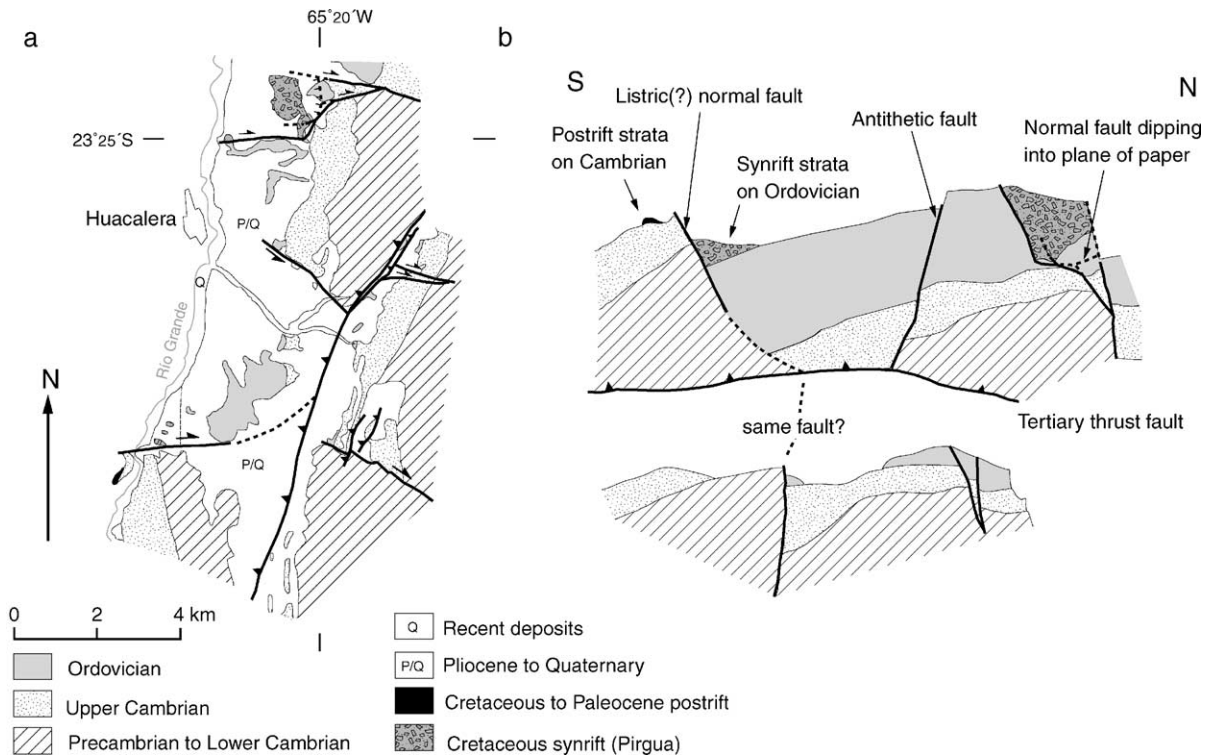 a
65°20´W
23°25´S
Huacalera
P/Q
Q
Rio Grande
N
P/Q
0 2 4 km
Ordovician
Upper Cambrian
Precambrian to Lower Cambrian
b
S
N
Listric(?) normal fault
Postrift strata
on Cambrian
Synrift strata
on Ordovician
Antithetic fault
Normal fault dipping
into plane of paper
same fault?
Tertiary thrust fault
Q Recent deposits
P/Q Pliocene to Quaternary
Cretaceous to Paleocene postrift
Cretaceous synrift (Pirgua)